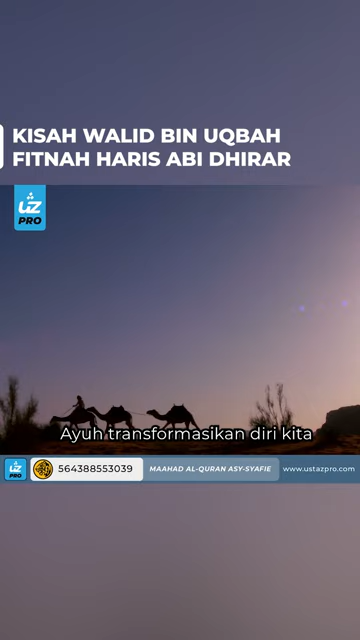 KISAH WALID BIN UQBAH
FITNAH HARIS ABI DHIRAR
UZ
PRO
Ayuh transformasikan diri kita
UZ
PRO
564388553039
MAAHAD AL-QURAN ASY-SYAFIE
www.ustazpro.com